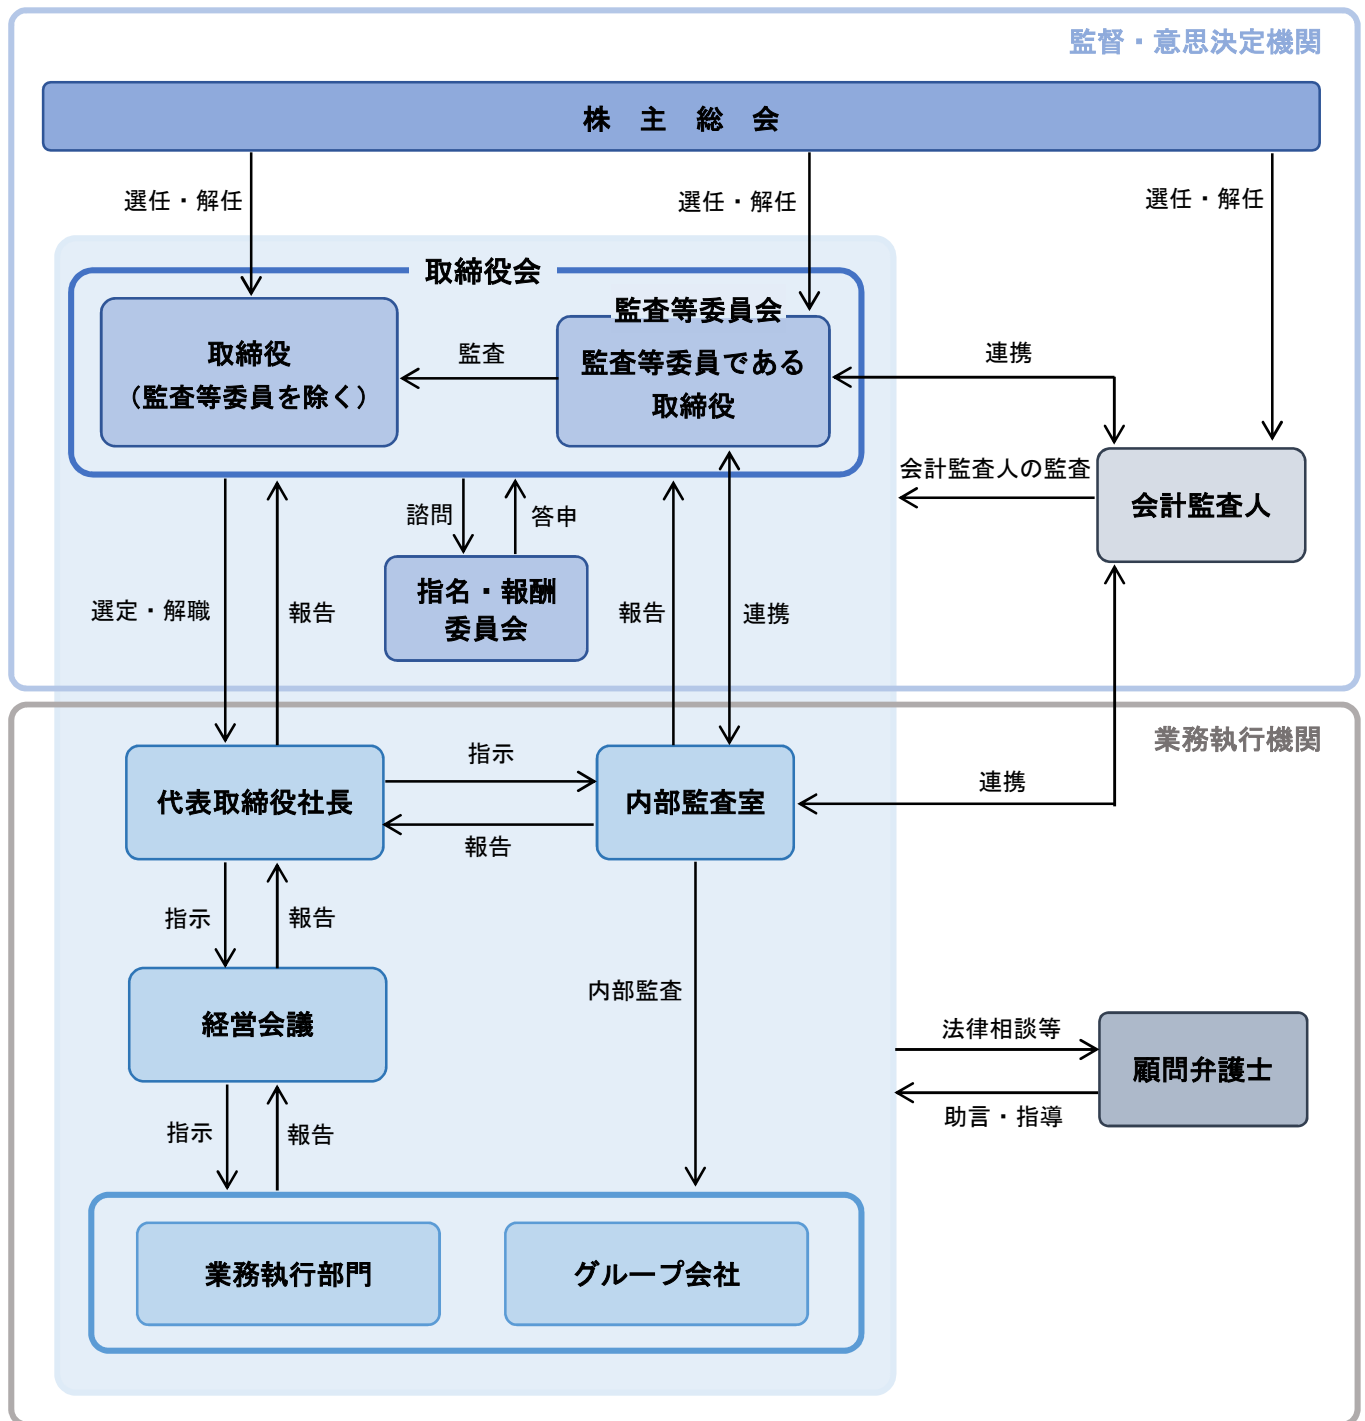 監督・意思決定機関
株 主 総 会
選任・解任
選任・解任
選任・解任
取締役会
監査等委員会
取締役
（監査等委員を除く）
監査
監査等委員である
取締役
連携
会計監査人の監査
会計監査人
諮問
答申
指名・報酬
委員会
選定・解職
報告
報告
連携
業務執行機関
代表取締役社長
指示
報告
内部監査室
連携
指示
報告
経営会議
内部監査
法律相談等
助言・指導
顧問弁護士
指示
報告
業務執行部門
グループ会社